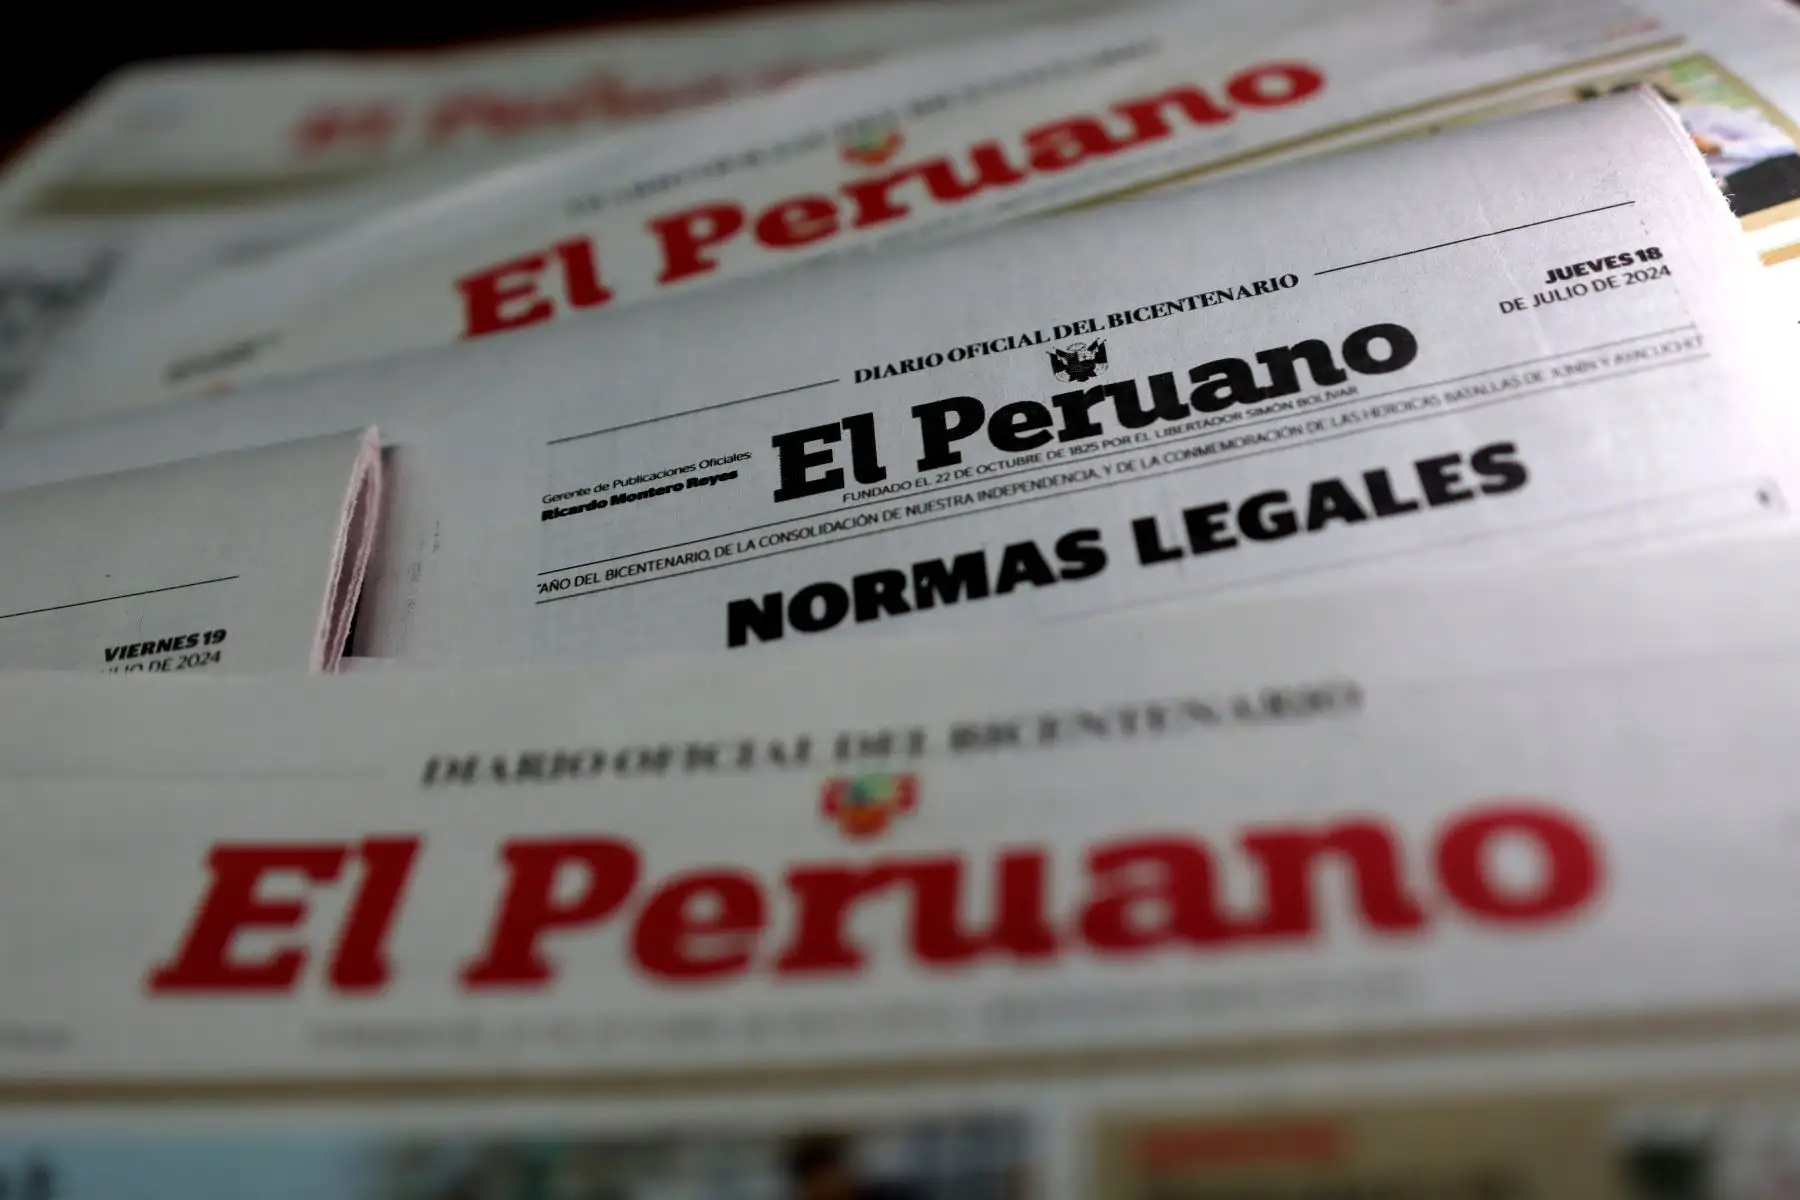 El Peruano
DIARIO OFICIAL DEL BICENTENARIO
JUEVES 18
DE JULIO DE 2024
El Peruano
Gerente de Publicaciones Oficiales:
Ricardo Montero Reyes
FUNDADO EL 22 DE OCTUBRE DE 1825 POR EL LIBERTADOR SIMÓN BOLÍVAR
"AÑO DEL BICENTENARIO, DE LA CONSOLIDACIÓN DE NUESTRA INDEPENDENCIA, Y DE LA CONMEMORACIÓN DE LAS HEROICAS BATALLAS DE JUNÍN Y AYACUCHO"
NORMAS LEGALES
VIERNES 19
DE 2024
DIARIO OFICIAL DEL BICENTENARIO
El Peruano